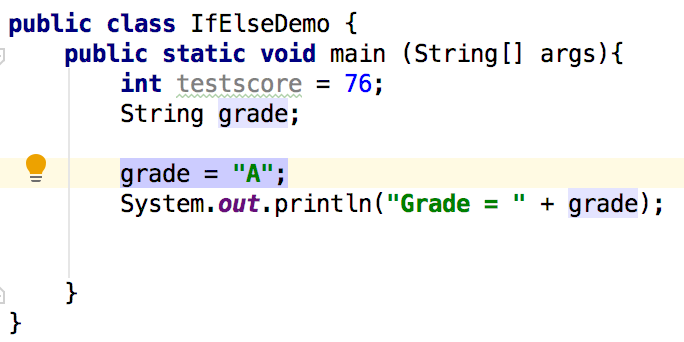 public class IfElseDemo {
    public static void main (String[] args){
        int testscore = 76;
        String grade;

        grade = "A";
        System.out.println("Grade = " + grade);

    }
}